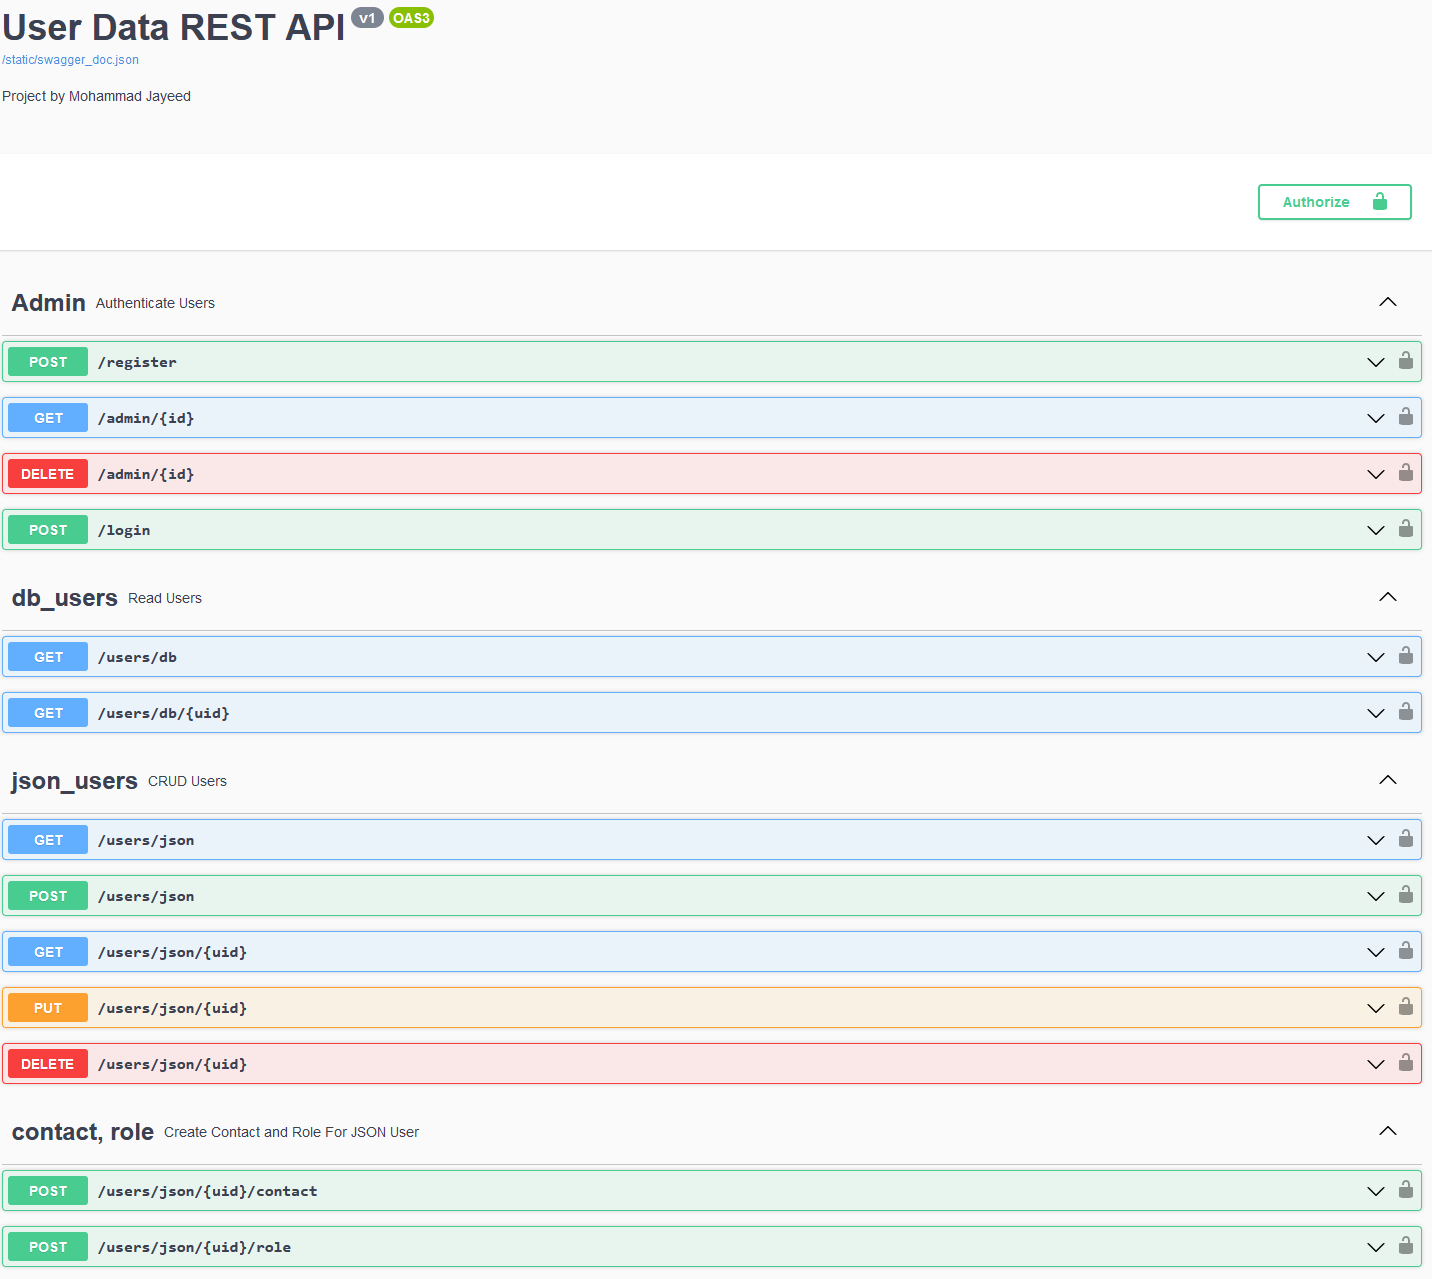 User Data REST API v1 OAS3
/static/swagger_doc.json
Project by Mohammad Jayeed
Authorize
Admin Authenticate Users
POST /register
GET /admin/{id}
DELETE /admin/{id}
POST /login
db_users Read Users
GET /users/db
GET /users/db/{uid}
json_users CRUD Users
GET /users/json
POST /users/json
GET /users/json/{uid}
PUT /users/json/{uid}
DELETE /users/json/{uid}
contact, role Create Contact and Role For JSON User
POST /users/json/{uid}/contact
POST /users/json/{uid}/role